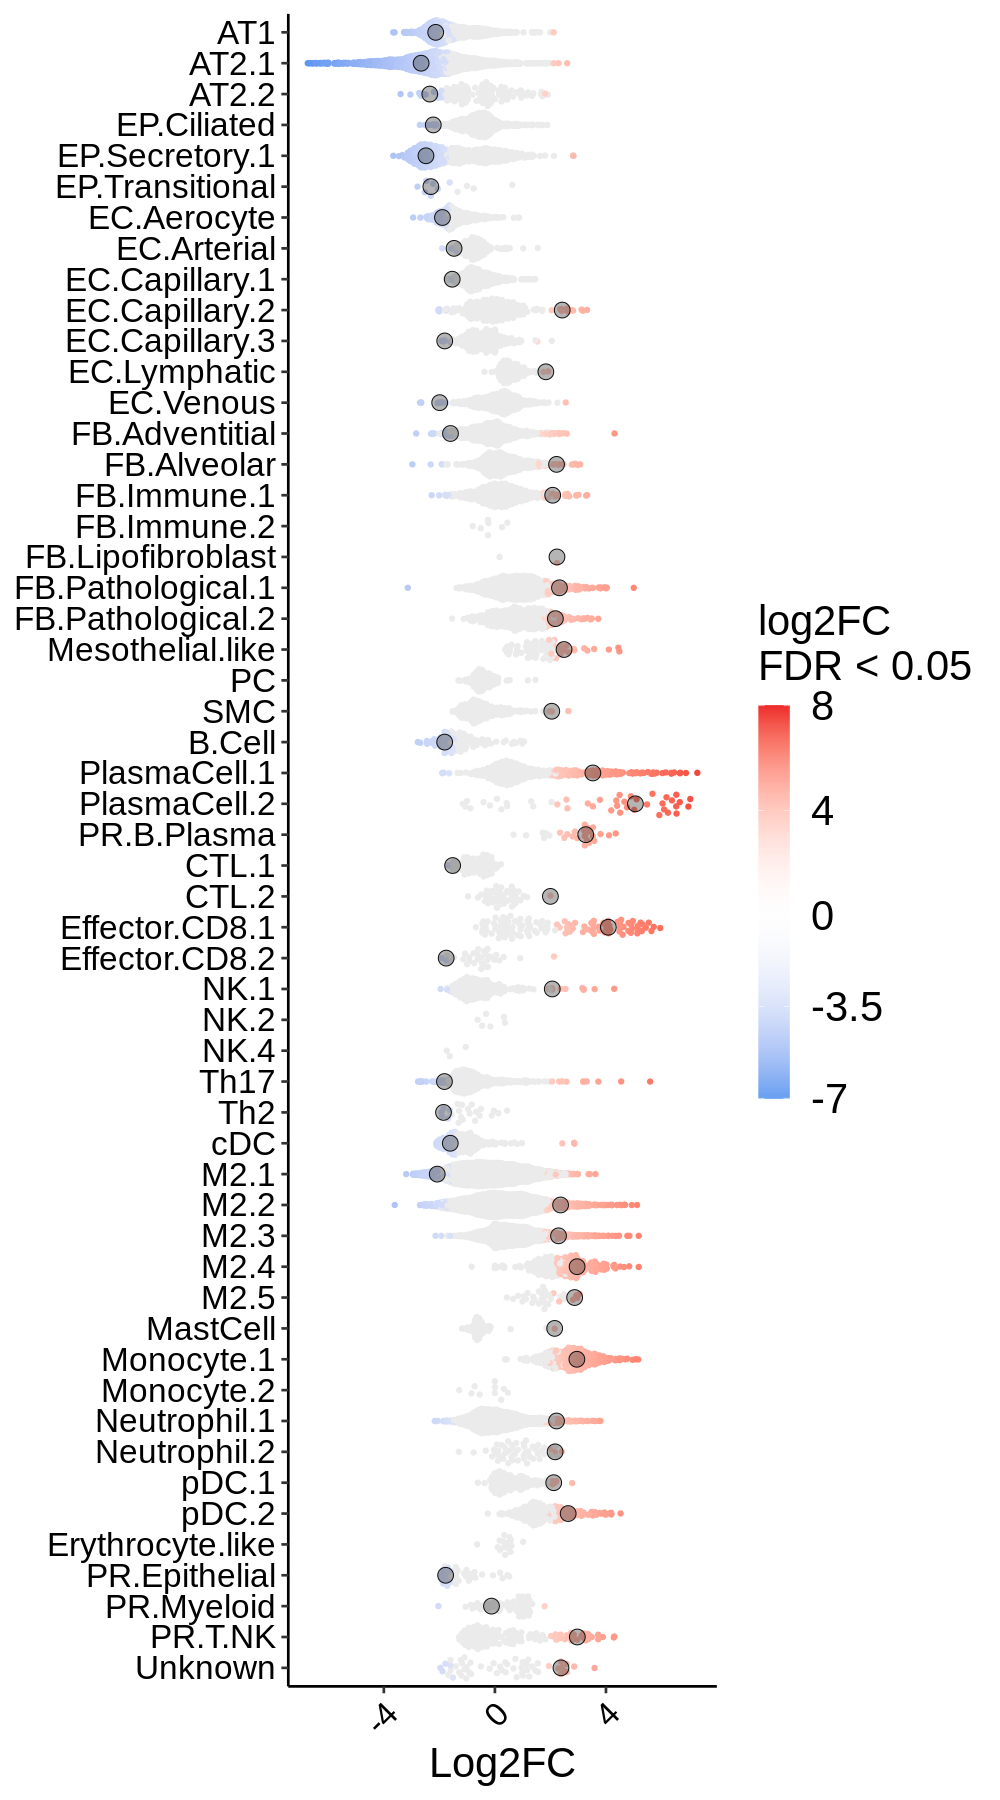 AT1
AT2.1
AT2.2
EP.Ciliated
EP.Secretory.1
EP.Transitional
EC.Aerocyte
EC.Arterial
EC.Capillary.1
EC.Capillary.2
EC.Capillary.3
EC.Lymphatic
EC.Venous
FB.Adventitial
FB.Alveolar
FB.Immune.1
FB.Immune.2
FB.Lipofibroblast
FB.Pathological.1
FB.Pathological.2
Mesothelial.like
PC
SMC
B.Cell
PlasmaCell.1
PlasmaCell.2
PR.B.Plasma
CTL.1
CTL.2
Effector.CD8.1
Effector.CD8.2
NK.1
NK.2
NK.4
Th17
Th2
cDC
M2.1
M2.2
M2.3
M2.4
M2.5
MastCell
Monocyte.1
Monocyte.2
Neutrophil.1
Neutrophil.2
pDC.1
pDC.2
Erythrocyte.like
PR.Epithelial
PR.Myeloid
PR.T.NK
Unknown
-4
0
4
Log2FC
log2FC
FDR < 0.05
8
4
0
-3.5
-7